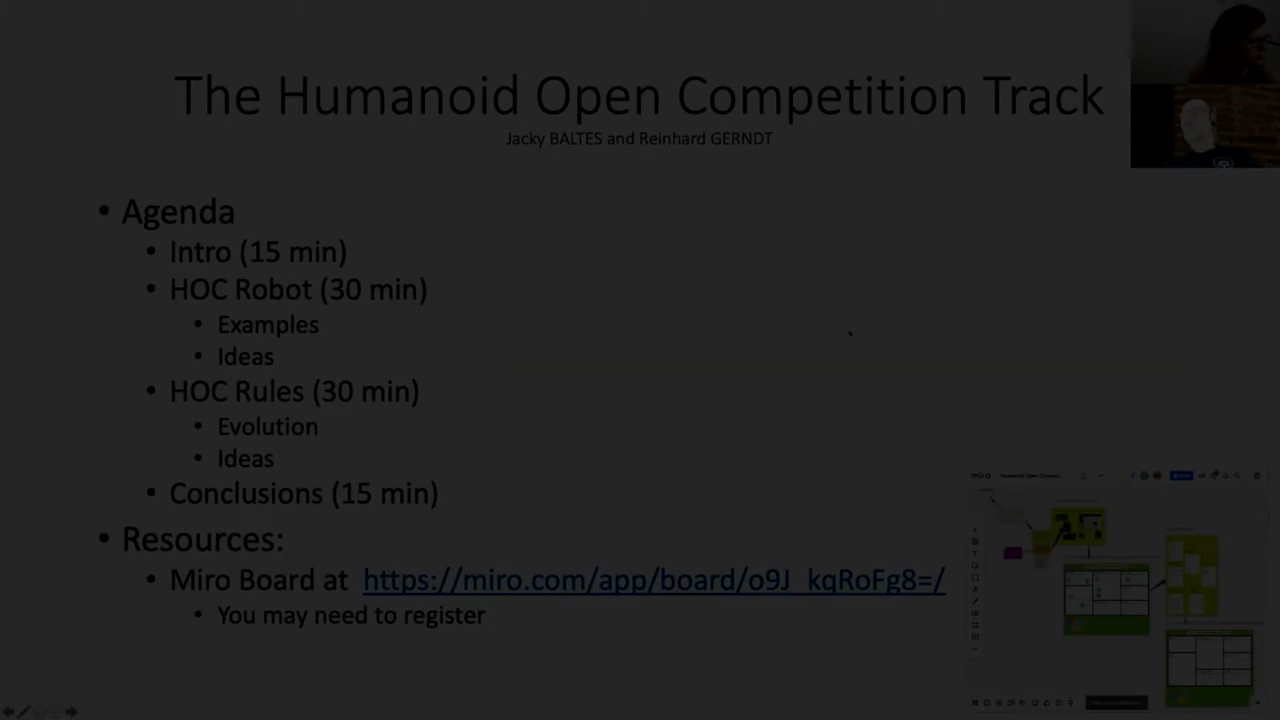 The Humanoid Open Competition Track
Jacky BALTES and Reinhard GERNDT
• Agenda
• Intro (15 min)
• HOC Robot (30 min)
• Examples
• Ideas
• HOC Rules (30 min)
• Evolution
• Ideas
• Conclusions (15 min)
• Resources:
• Miro Board at https://miro.com/app/board/o9J_kqRoFg8=/
• You may need to register
miro